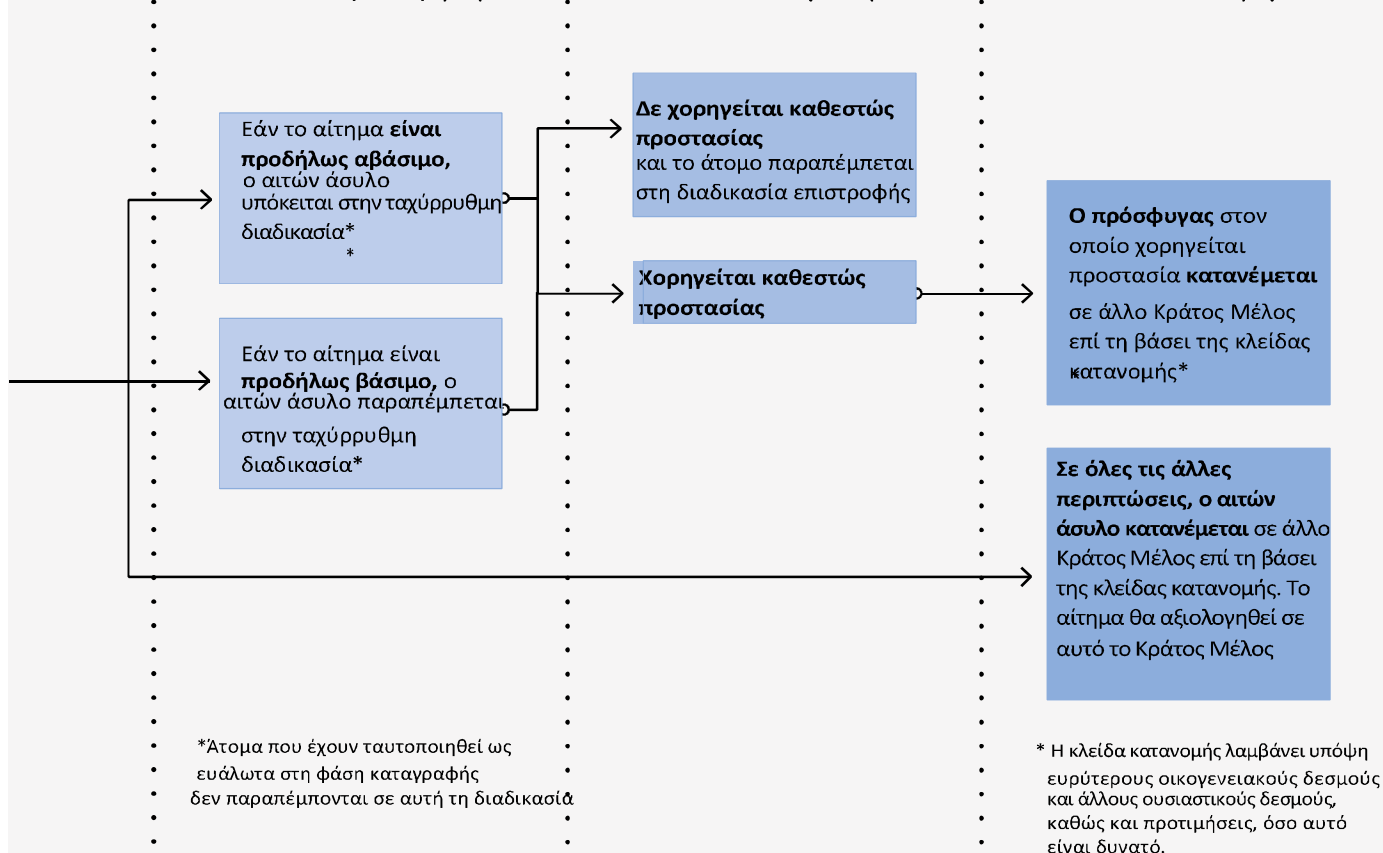 Εάν το αίτημα είναι
προδήλως αβάσιμο,
ο αιτών άσυλο
υπόκειται στην ταχύρρυθμη
διαδικασία*
*
Εάν το αίτημα είναι
προδήλως βάσιμο, ο
αιτών άσυλο παραπέμπεται
στην ταχύρρυθμη
διαδικασία*
*Άτομα που έχουν ταυτοποιηθεί ως
ευάλωτα στη φάση καταγραφής
δεν παραπέμπονται σε αυτή τη διαδικασία
Δε χορηγείται καθεστώς
προστασίας
και το άτομο παραπέμπεται
στη διαδικασία επιστροφής
Χορηγείται καθεστώς
προστασίας
Ο πρόσφυγας στον
οποίο χορηγείται
προστασία κατανέμεται
σε άλλο Κράτος Μέλος
επί τη βάσει της κλείδας
κατανομής*
Σε όλες τις άλλες
περιπτώσεις, ο αιτών
άσυλο κατανέμεται σε άλλο
Κράτος Μέλος επί τη βάσει
της κλείδας κατανομής. Το
αίτημα θα αξιολογηθεί σε
αυτό το Κράτος Μέλος
* Η κλείδα κατανομής λαμβάνει υπόψη
ευρύτερους οικογενειακούς δεσμούς
και άλλους ουσιαστικούς δεσμούς,
καθώς και προτιμήσεις, όσο αυτό
είναι δυνατό.